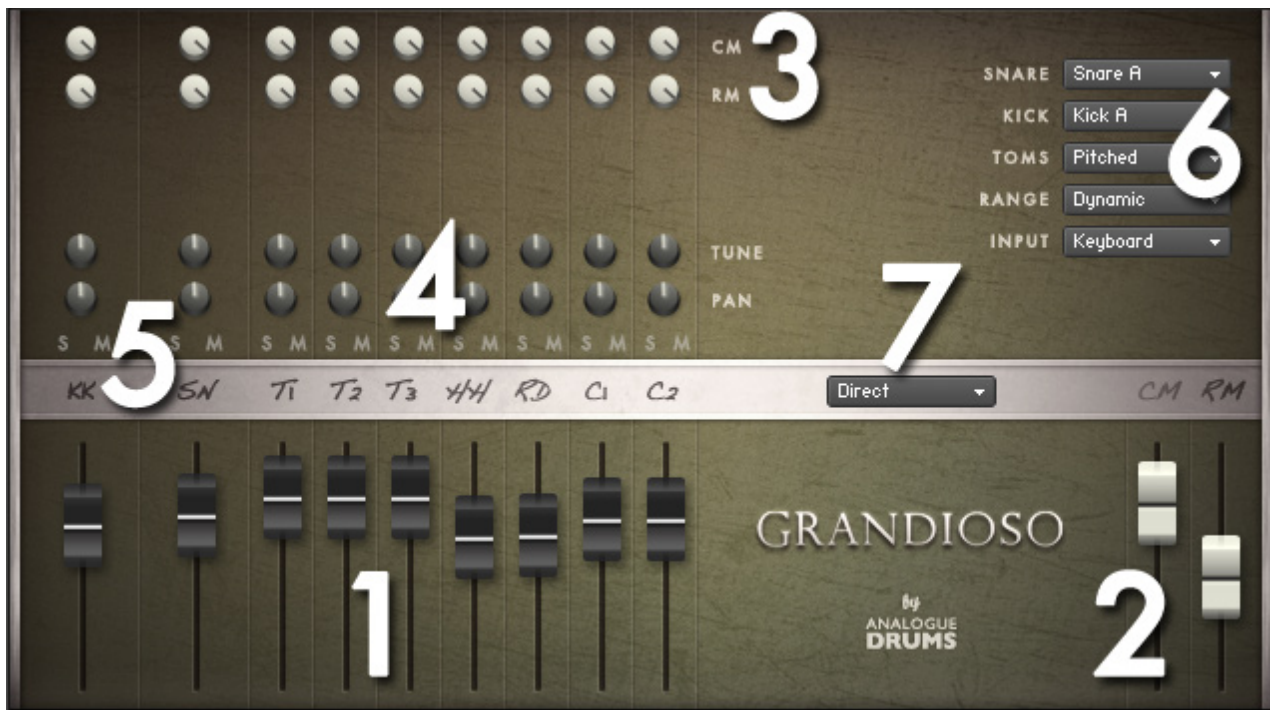 CM
3
RM
SNARE Snare A
KICK Kick A
6
TOMS Pitched
RANGE Dynamic
INPUT Keyboard
4
TUNE
PAN
7
5
S M S M S M S M S M S M S M S M S M
KK SN T1 T2 T3 HH RD C1 C2 Direct CM RM
GRANDIOSO
1
2
by
ANALOGUE
DRUMS